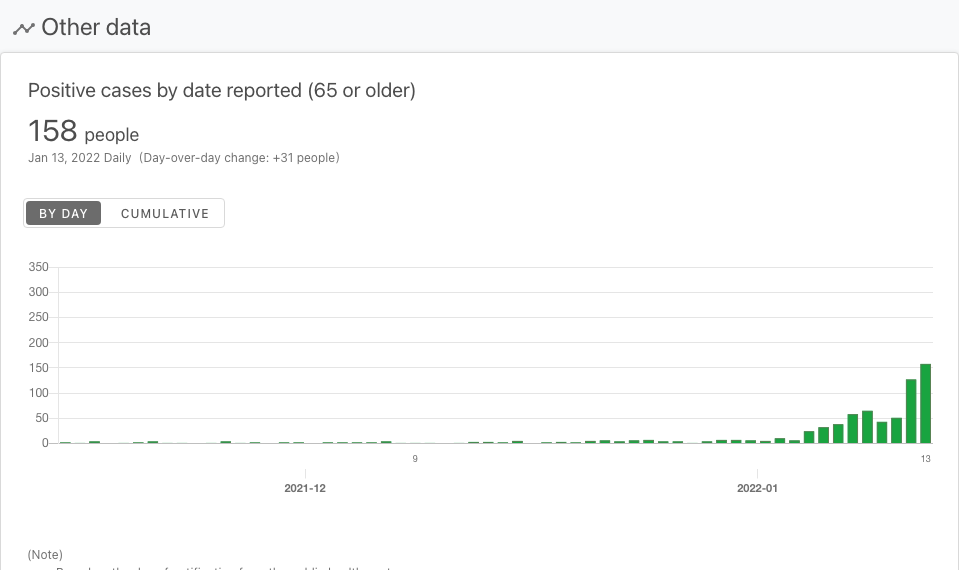 Other data
Positive cases by date reported (65 or older)
158 people
Jan 13, 2022 Daily (Day-over-day change: +31 people)
BY DAY CUMULATIVE
350
300
250
200
150
100
50
0
9 13
2021-12 2022-01
(Note)